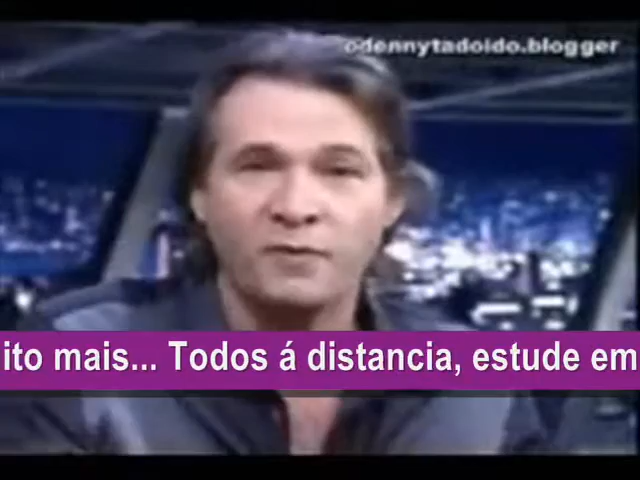 odennytadoido.blogger
ito mais... Todos á distancia, estude em